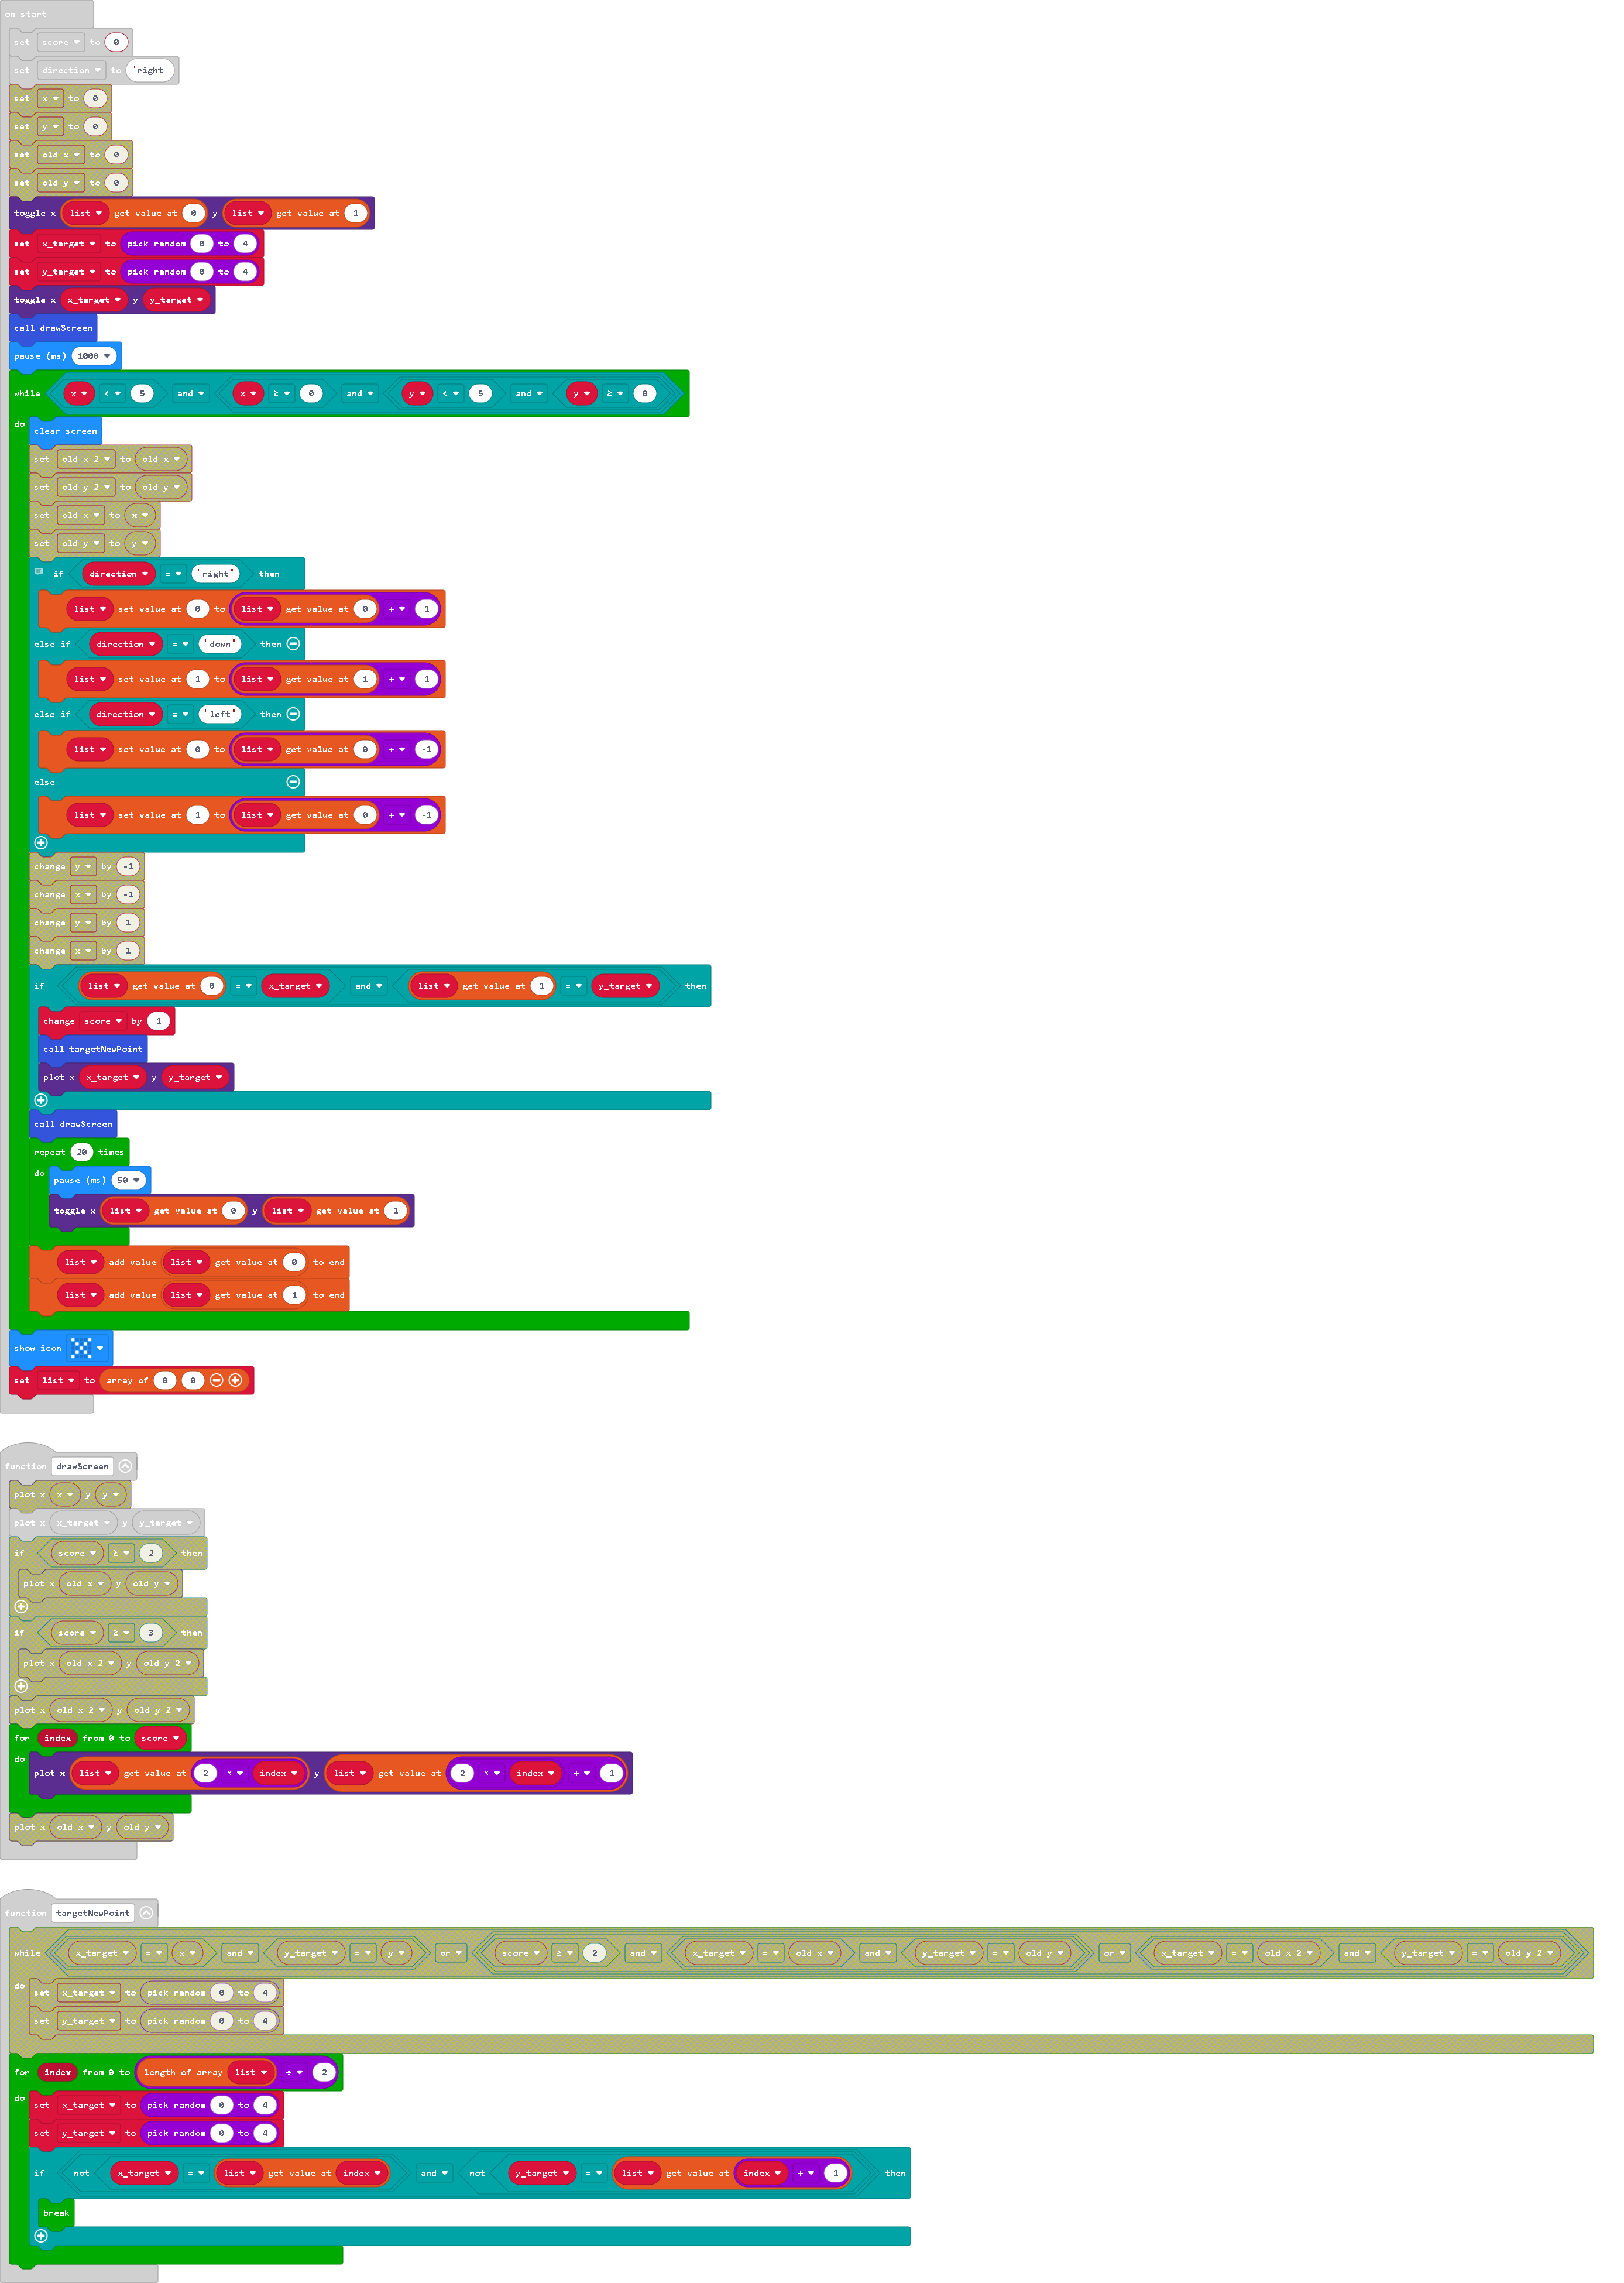 on start
set score to 0
set direction to "right"
set x to 0
set y to 0
set old x to 0
set old y to 0
toggle x list get value at 0 y list get value at 1
set x_target to pick random 0 to 4
set y_target to pick random 0 to 4
toggle x x_target y y_target
call drawScreen
pause (ms) 1000
while x < 5 and x ≥ 0 and y < 5 and y ≥ 0
do
clear screen
set old x 2 to old x
set old y 2 to old y
set old x to x
set old y to y
if direction = "right" then
list set value at 0 to list get value at 0 + 1
else if direction = "down" then
list set value at 1 to list get value at 1 + 1
else if direction = "left" then
list set value at 0 to list get value at 0 + -1
else
list set value at 1 to list get value at 0 + -1
change y by -1
change x by -1
change y by 1
change x by 1
if list get value at 0 = x_target and list get value at 1 = y_target then
change score by 1
call targetNewPoint
plot x x_target y y_target
call drawScreen
repeat 20 times
do
pause (ms) 50
toggle x list get value at 0 y list get value at 1
list add value list get value at 0 to end
list add value list get value at 1 to end
show icon
set list to array of 0 0
function drawScreen
plot x x y y
plot x x_target y y_target
if score ≥ 2 then
plot x old x y old y
if score ≥ 3 then
plot x old x 2 y old y 2
plot x old x 2 y old y 2
for index from 0 to score
do
plot x list get value at 2 × index y list get value at 2 × index + 1
plot x old x y old y
function targetNewPoint
while x_target = x and y_target = y or score ≥ 2 and x_target = old x and y_target = old y or x_target = old x 2 and y_target = old y 2
do
set x_target to pick random 0 to 4
set y_target to pick random 0 to 4
for index from 0 to length of array list ÷ 2
do
set x_target to pick random 0 to 4
set y_target to pick random 0 to 4
if not x_target = list get value at index and not y_target = list get value at index + 1 then
break